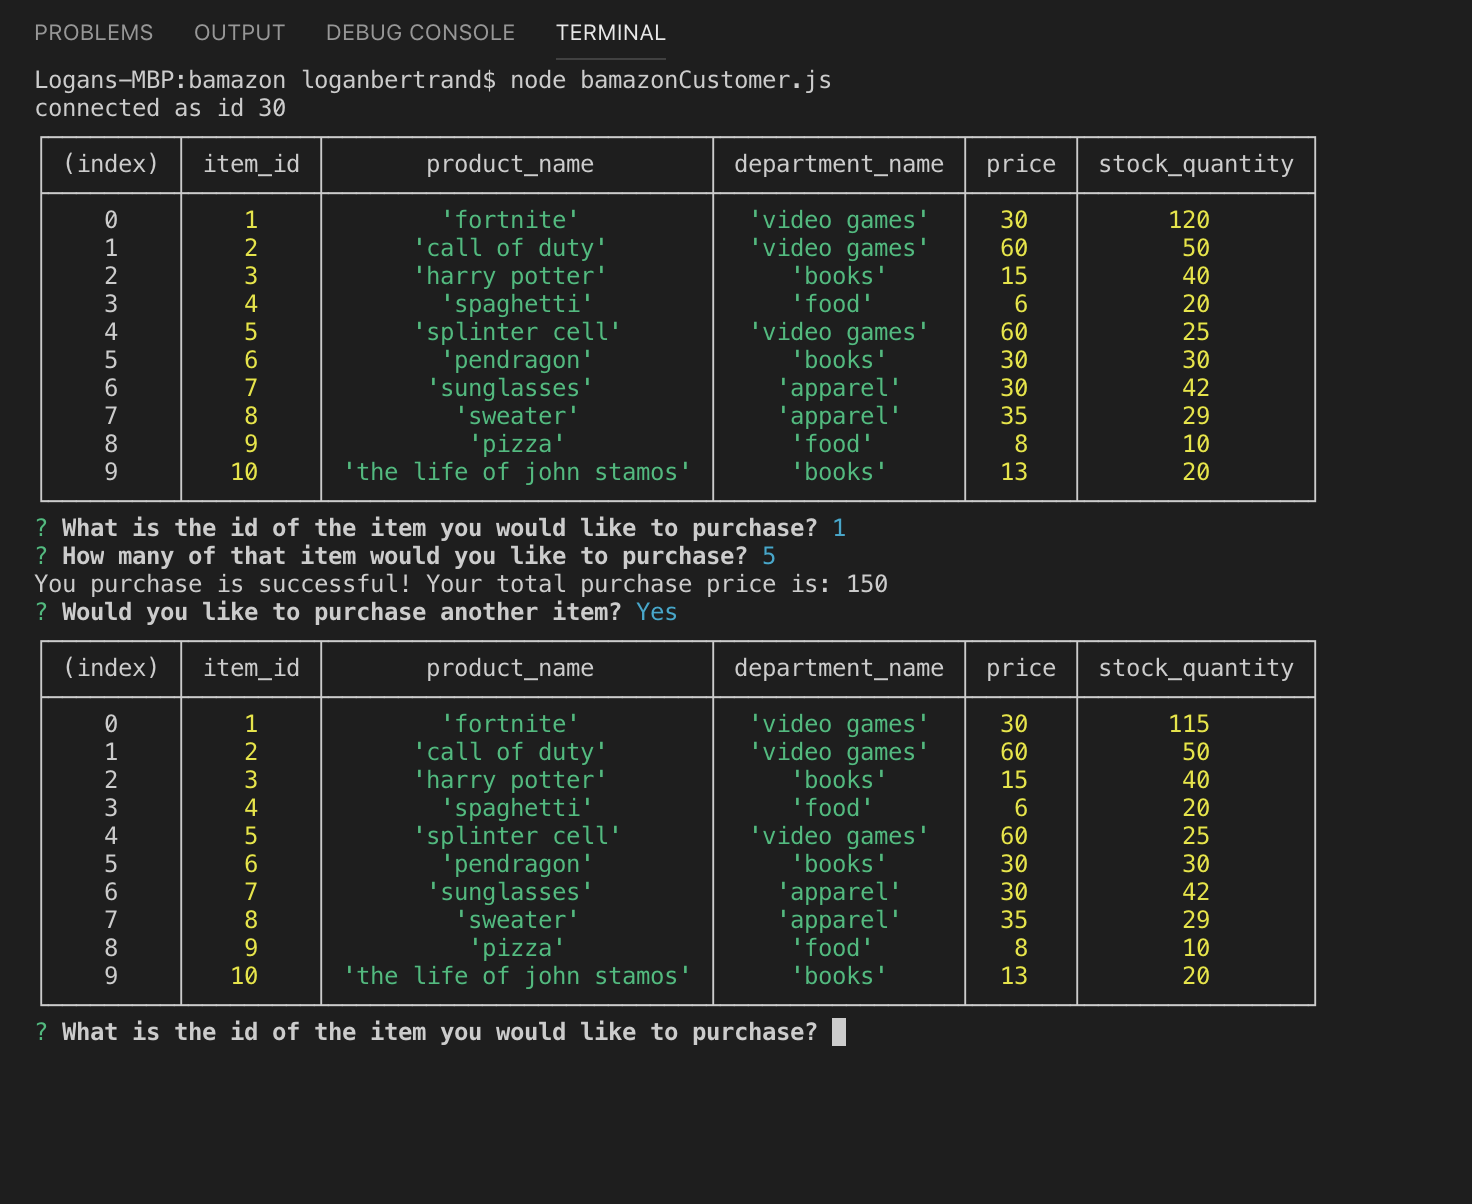 PROBLEMS OUTPUT DEBUG CONSOLE TERMINAL
Logans-MBP:bamazon loganbertrand$ node bamazonCustomer.js
connected as id 30
(index) item_id product_name department_name price stock_quantity
0 1 'fortnite' 'video games' 30 120
1 2 'call of duty' 'video games' 60 50
2 3 'harry potter' 'books' 15 40
3 4 'spaghetti' 'food' 6 20
4 5 'splinter cell' 'video games' 60 25
5 6 'pendragon' 'books' 30 30
6 7 'sunglasses' 'apparel' 30 42
7 8 'sweater' 'apparel' 35 29
8 9 'pizza' 'food' 8 10
9 10 'the life of john stamos' 'books' 13 20
? What is the id of the item you would like to purchase? 1
? How many of that item would you like to purchase? 5
You purchase is successful! Your total purchase price is: 150
? Would you like to purchase another item? Yes
(index) item_id product_name department_name price stock_quantity
0 1 'fortnite' 'video games' 30 115
1 2 'call of duty' 'video games' 60 50
2 3 'harry potter' 'books' 15 40
3 4 'spaghetti' 'food' 6 20
4 5 'splinter cell' 'video games' 60 25
5 6 'pendragon' 'books' 30 30
6 7 'sunglasses' 'apparel' 30 42
7 8 'sweater' 'apparel' 35 29
8 9 'pizza' 'food' 8 10
9 10 'the life of john stamos' 'books' 13 20
? What is the id of the item you would like to purchase?